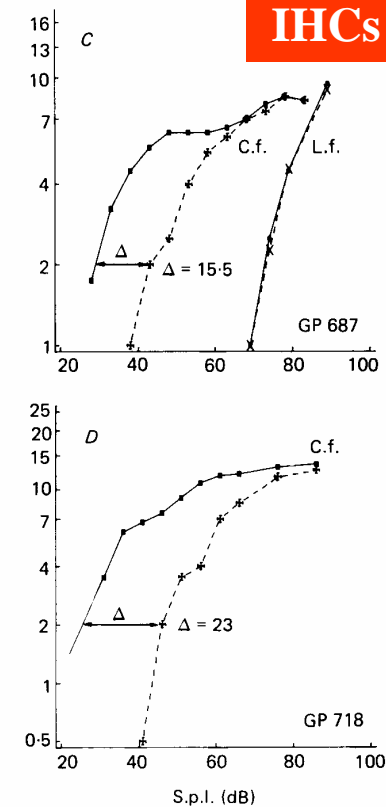 IHCs
C
16
13
10
7
4
2
1
C.f.
L.f.
Δ
Δ = 15·5
GP 687
20
40
60
80
100
D
25
20
15
10
7
4
2
1
0·5
C.f.
Δ
Δ = 23
GP 718
20
40
60
80
100
S.p.l. (dB)